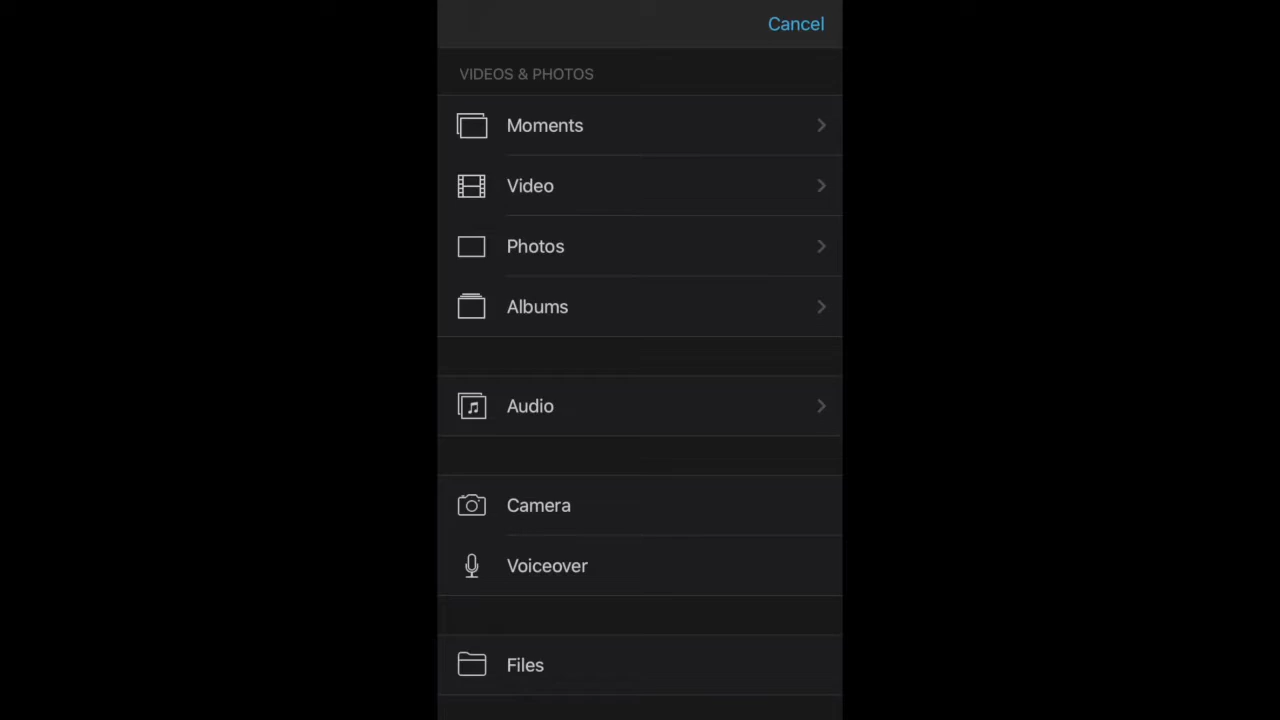 Cancel
VIDEOS & PHOTOS
Moments
Video
Photos
Albums
Audio
Camera
Voiceover
Files